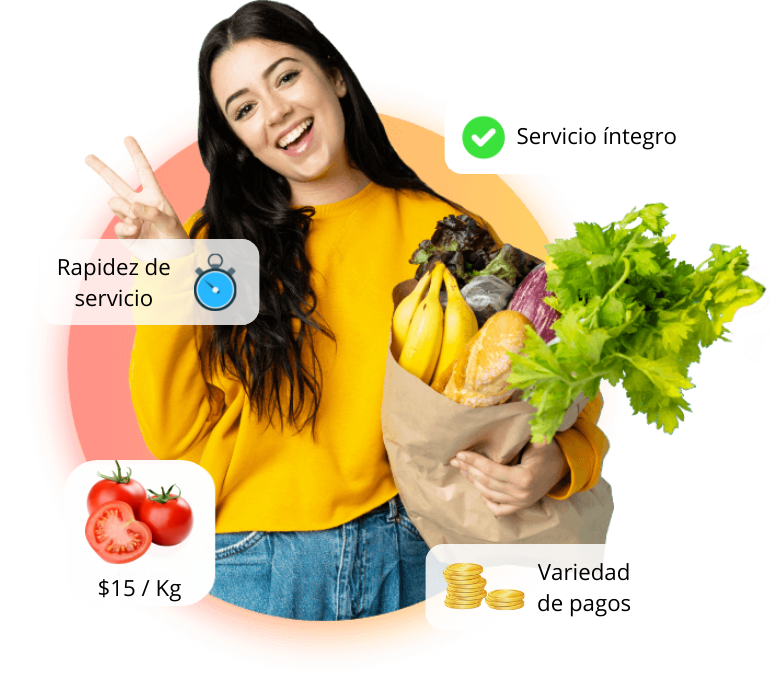 Servicio íntegro
Rapidez de
servicio
$15 / Kg
Variedad
de pagos